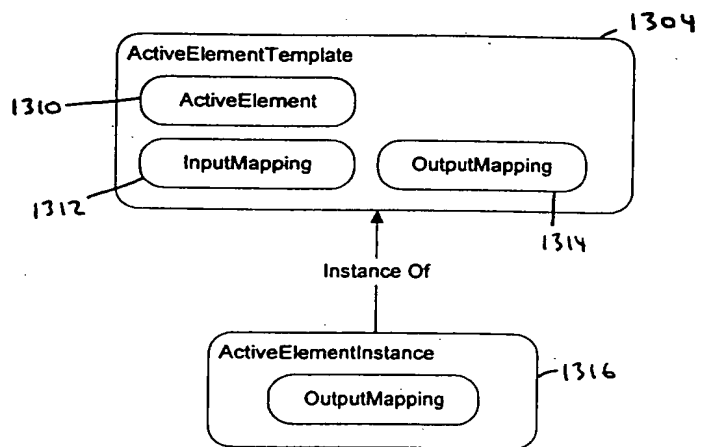 1304
ActiveElementTemplate
1310
ActiveElement
InputMapping
OutputMapping
1312
1314
Instance Of
ActiveElementInstance
1316
OutputMapping